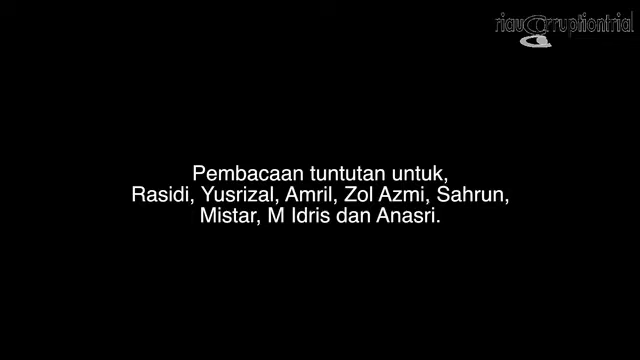 riaucorruptiontrial
Pembacaan tuntutan untuk,
Rasidi, Yusrizal, Amril, Zol Azmi, Sahrun,
Mistar, M Idris dan Anasri.